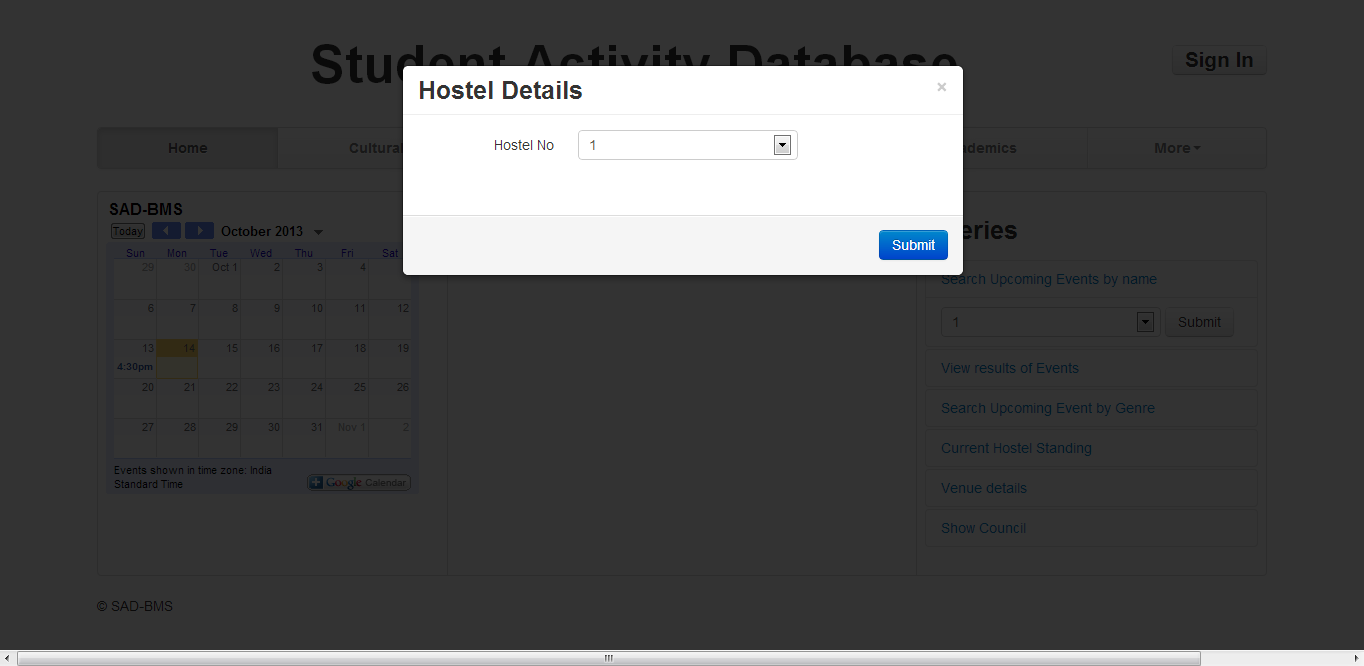 Student Activity Database
Sign In
Hostel Details
×
Hostel No
1
Submit
Home
Cultural
demics
More
SAD-BMS
Today
October 2013
Sun Mon Tue Wed Thu Fri Sat
29 30 Oct 1 2 3 4
6 7 8 9 10 11 12
13 14 15 16 17 18 19
4:30pm
20 21 22 23 24 25 26
27 28 29 30 31 Nov 1 2
Events shown in time zone: India
Standard Time
Google Calendar
eries
Search Upcoming Events by name
1
Submit
View results of Events
Search Upcoming Event by Genre
Current Hostel Standing
Venue details
Show Council
© SAD-BMS